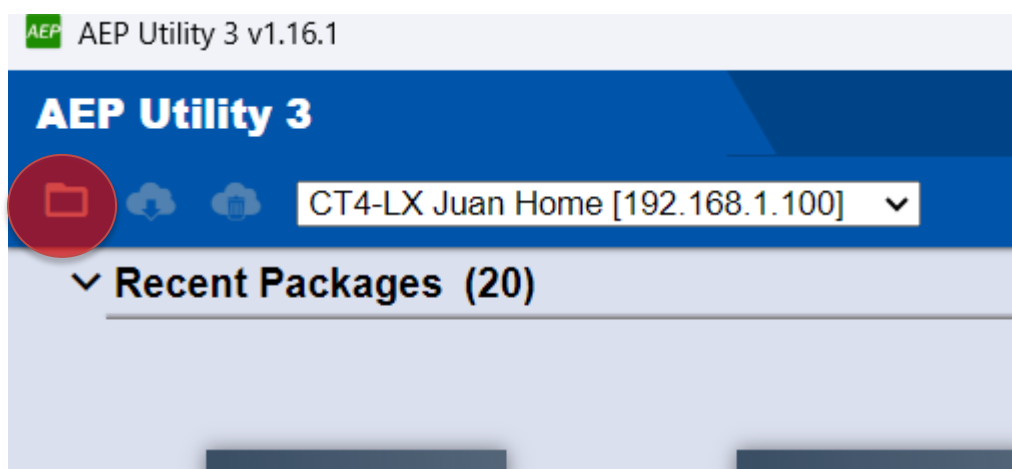 AEP AEP Utility 3 v1.16.1
AEP Utility 3
CT4-LX Juan Home [192.168.1.100]
Recent Packages (20)